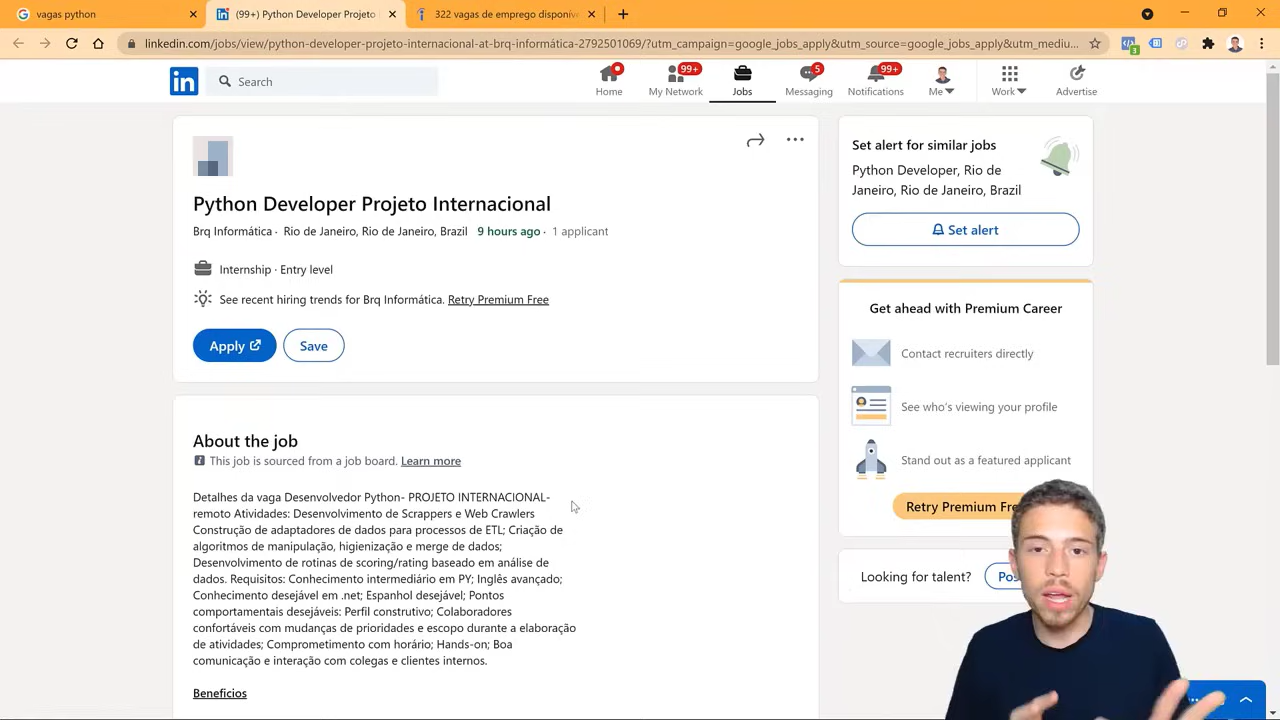 vagas python
(99+) Python Developer Projeto
322 vagas de emprego disponív
linkedin.com/jobs/view/python-developer-projeto-internacional-at-brq-informática-2792501069/?utm_campaign=google_jobs_apply&utm_source=google_jobs_apply&utm_mediu...
3
in
Search
99+
5
99+
Home
My Network
Jobs
Messaging
Notifications
Me
Work
Advertise
Python Developer Projeto Internacional
Brq Informática · Rio de Janeiro, Rio de Janeiro, Brazil 9 hours ago · 1 applicant
Internship · Entry level
See recent hiring trends for Brq Informática. Retry Premium Free
Apply
Save
About the job
This job is sourced from a job board. Learn more
Detalhes da vaga Desenvolvedor Python- PROJETO INTERNACIONAL-
remoto Atividades: Desenvolvimento de Scrappers e Web Crawlers
Construção de adaptadores de dados para processos de ETL; Criação de
algoritmos de manipulação, higienização e merge de dados;
Desenvolvimento de rotinas de scoring/rating baseado em análise de
dados. Requisitos: Conhecimento intermediário em PY; Inglês avançado;
Conhecimento desejável em .net; Espanhol desejável; Pontos
comportamentais desejáveis: Perfil construtivo; Colaboradores
confortáveis com mudanças de prioridades e escopo durante a elaboração
de atividades; Comprometimento com horário; Hands-on; Boa
comunicação e interação com colegas e clientes internos.
Benefícios
Set alert for similar jobs
Python Developer, Rio de
Janeiro, Rio de Janeiro, Brazil
Set alert
Get ahead with Premium Career
Contact recruiters directly
See who's viewing your profile
Stand out as a featured applicant
Retry Premium Fre
Looking for talent?
Pos